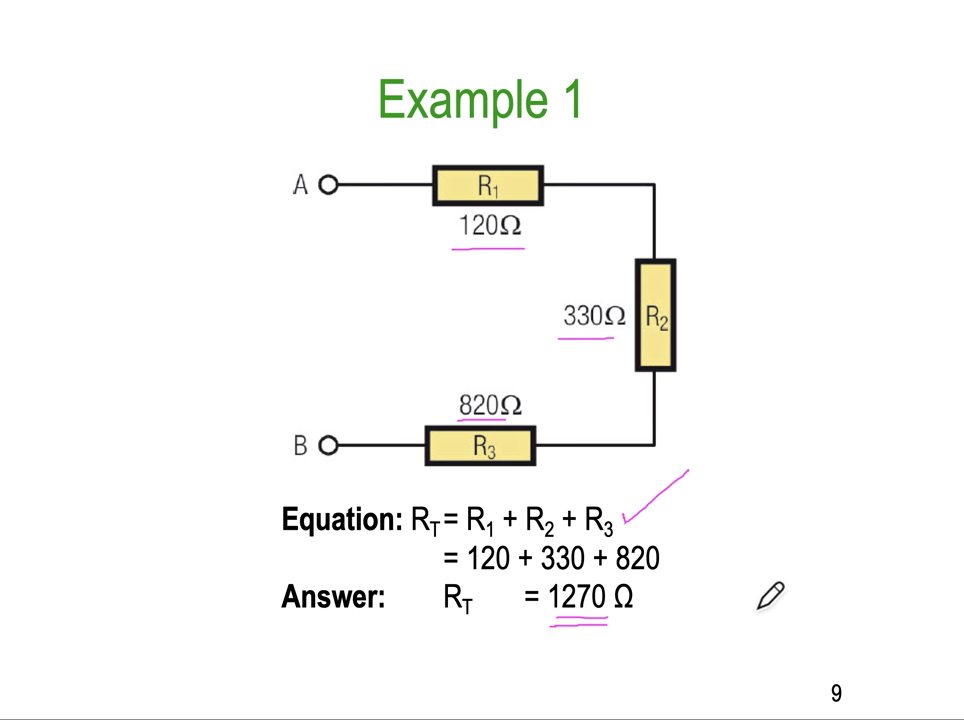 Example 1
A
R₁
120Ω
330Ω
R₂
820Ω
B
R₃
Equation: R_T = R₁ + R₂ + R₃
= 120 + 330 + 820
Answer: R_T = 1270 Ω
9